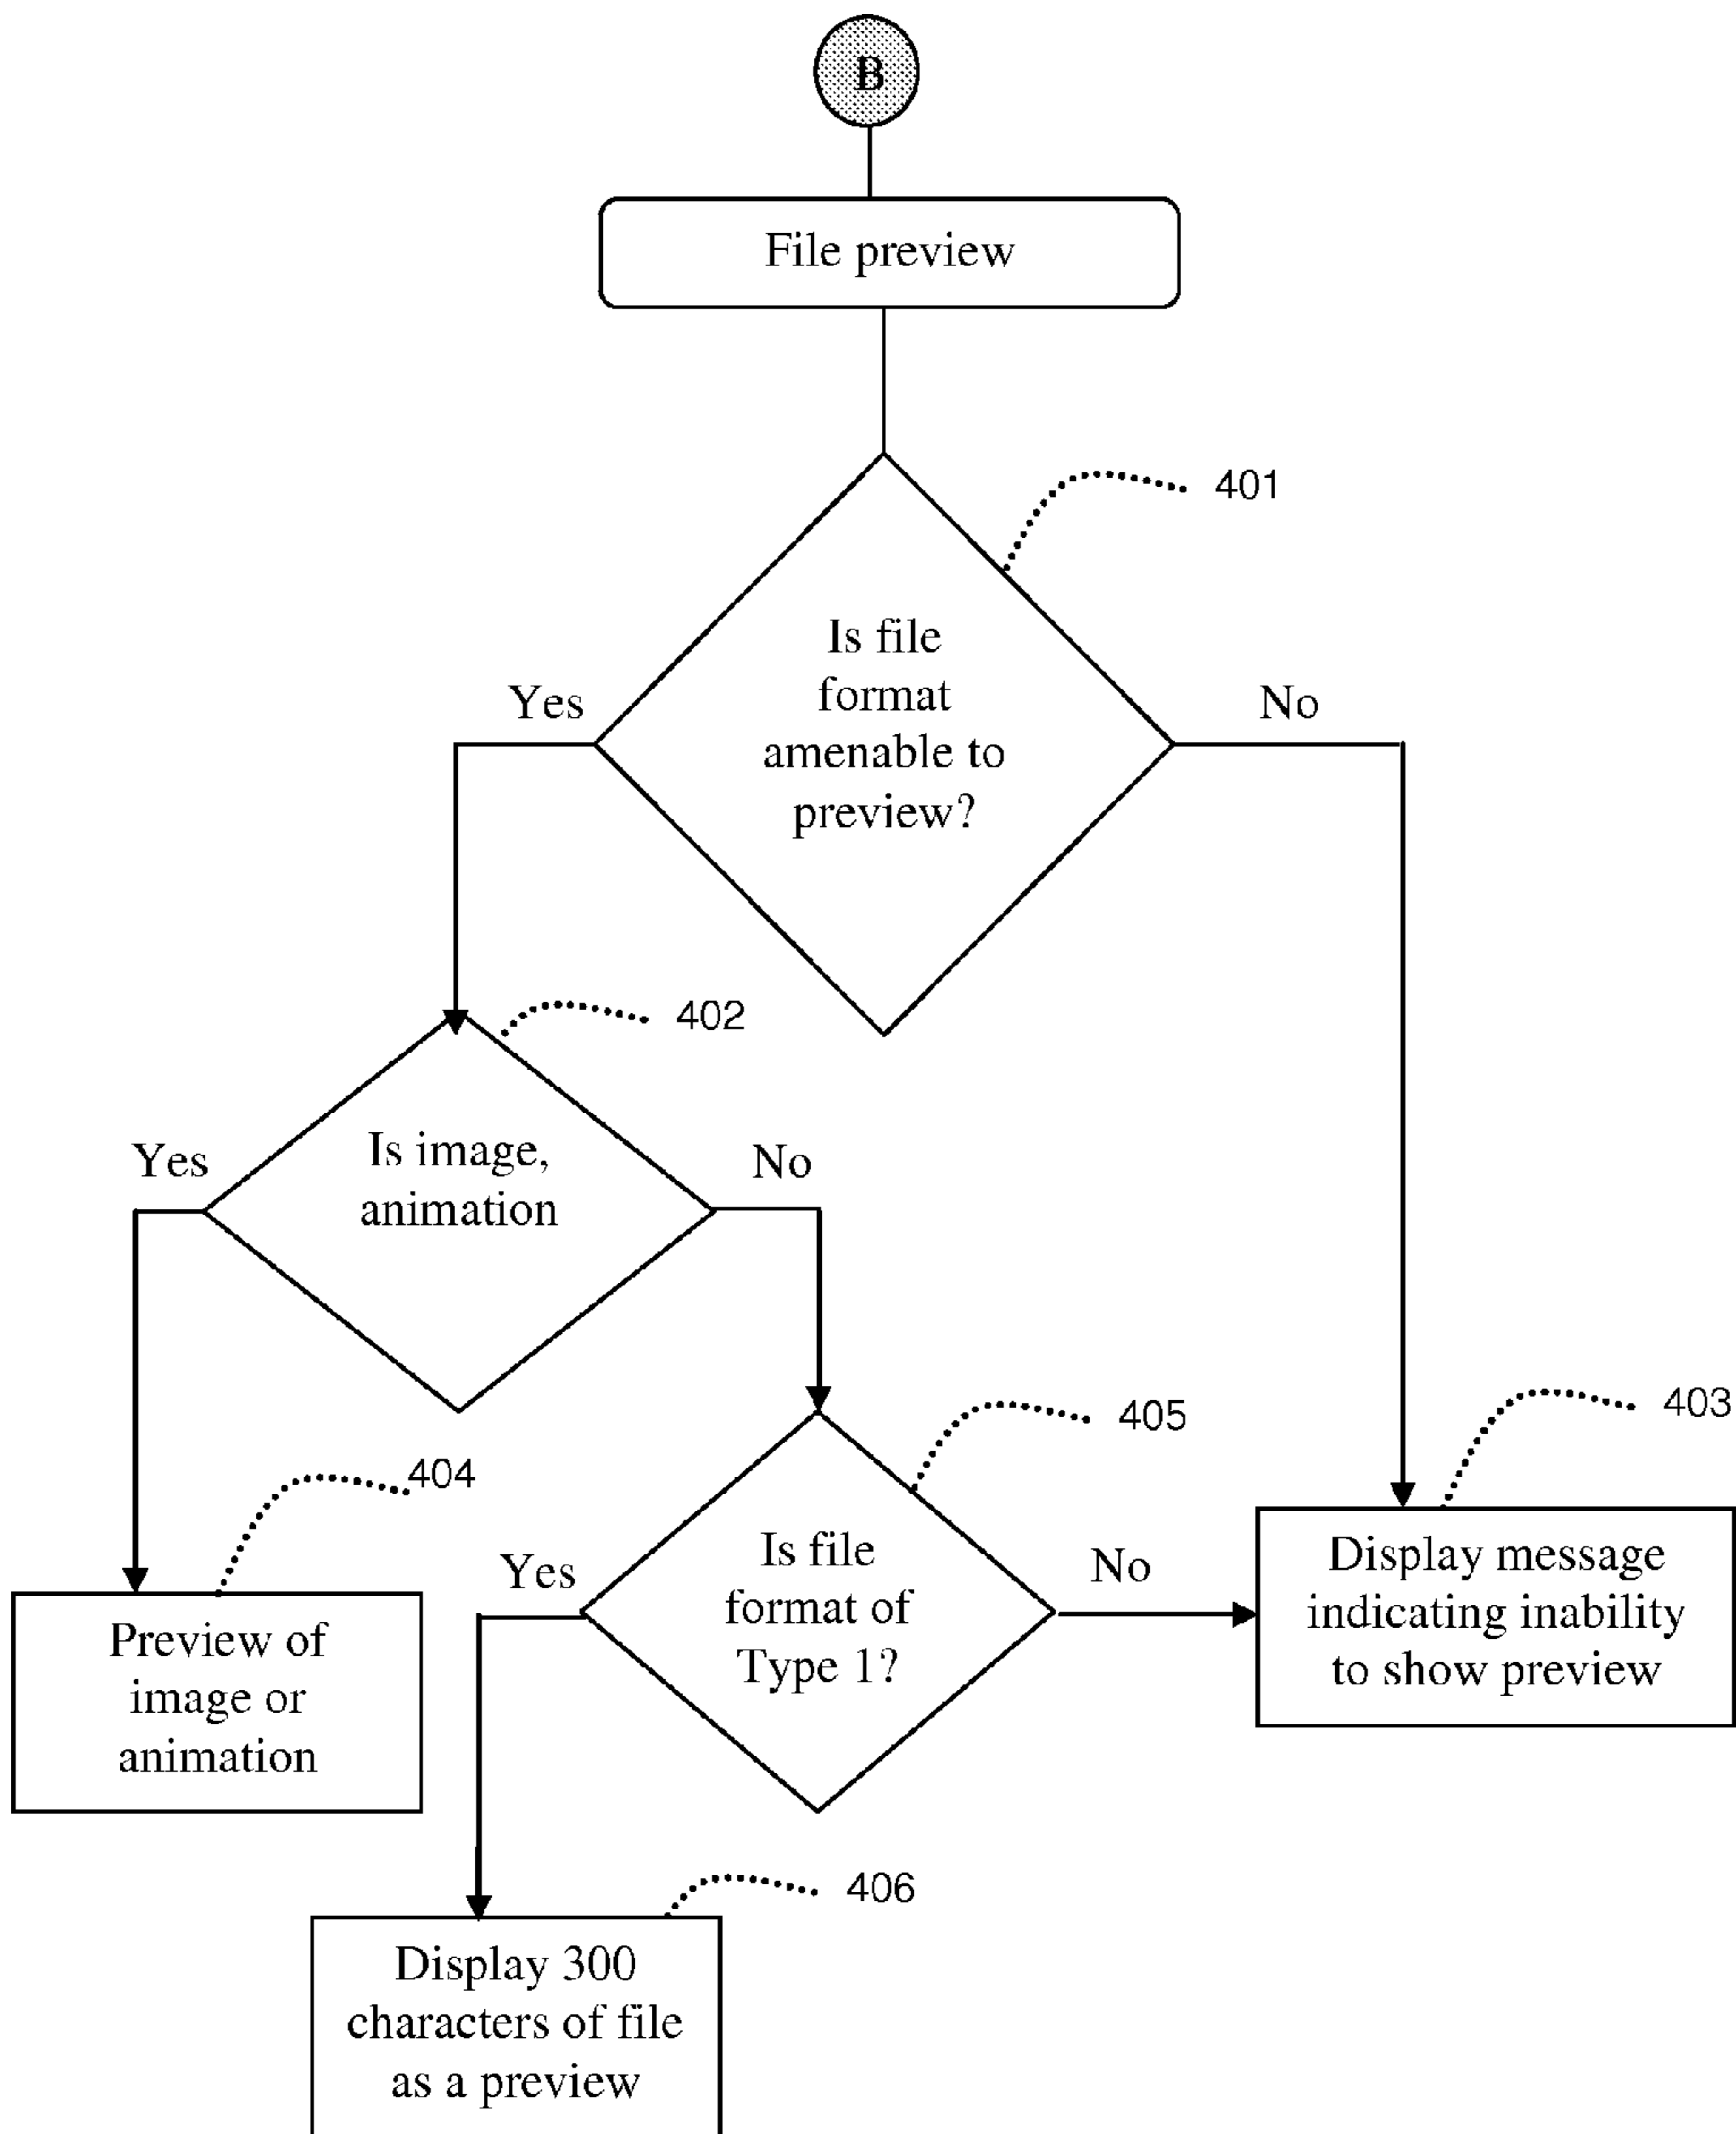 B
File preview
401
Is file
format
amenable to
preview?
Yes
No
402
Is image,
animation
Yes
No
403
Display message
indicating inability
to show preview
404
Preview of
image or
animation
405
Is file
format of
Type 1?
Yes
No
406
Display 300
characters of file
as a preview